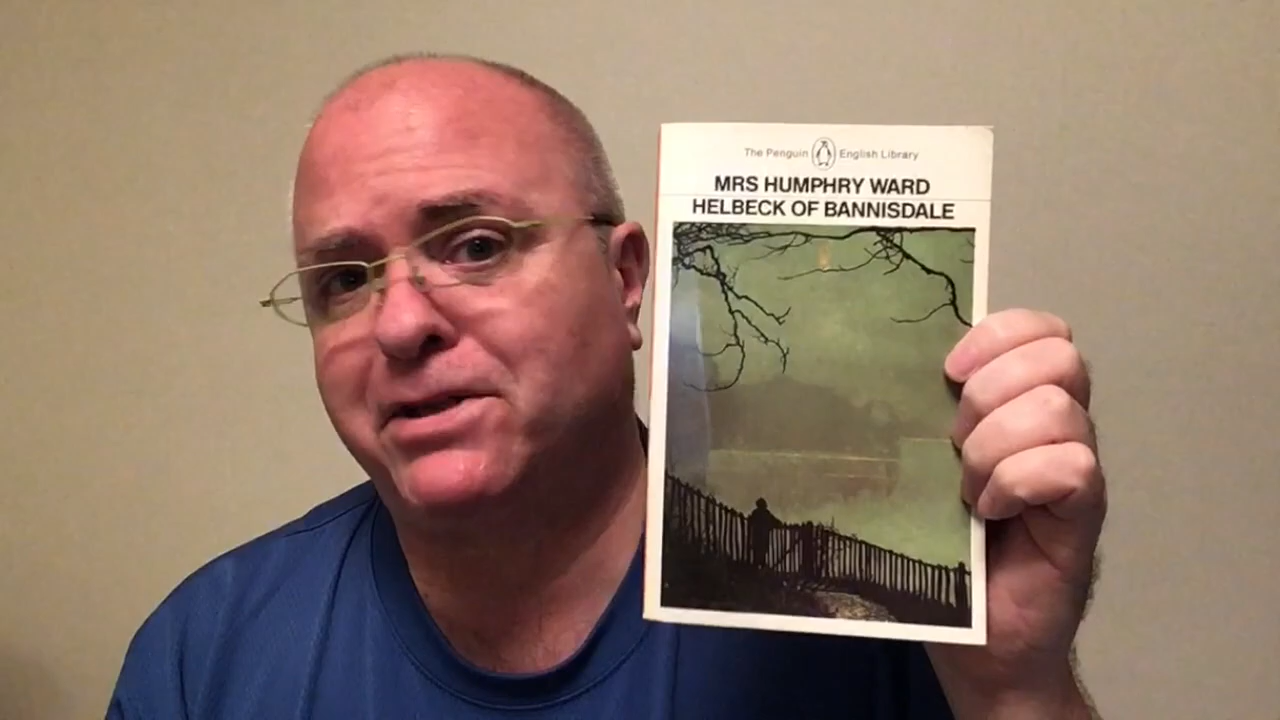 The Penguin English Library
MRS HUMPHRY WARD
HELBECK OF BANNISDALE